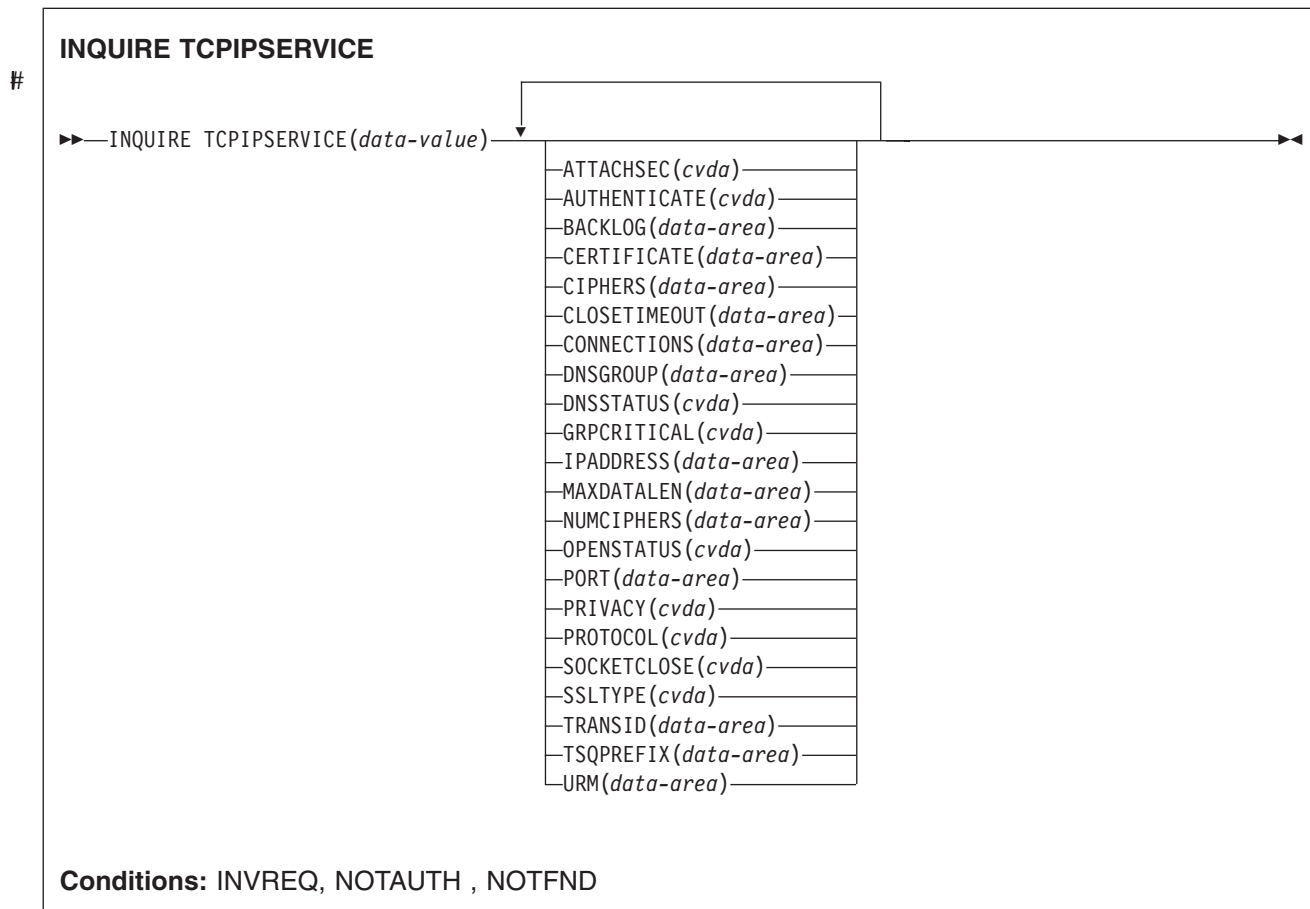 INQUIRE TCPIPSERVICE
#
INQUIRE TCPIPSERVICE(data-value)
ATTACHSEC(cvda)
AUTHENTICATE(cvda)
BACKLOG(data-area)
CERTIFICATE(data-area)
CIPHERS(data-area)
CLOSETIMEOUT(data-area)
CONNECTIONS(data-area)
DNSGROUP(data-area)
DNSSTATUS(cvda)
GRPCRITICAL(cvda)
IPADDRESS(data-area)
MAXDATALEN(data-area)
NUMCIPHERS(data-area)
OPENSTATUS(cvda)
PORT(data-area)
PRIVACY(cvda)
PROTOCOL(cvda)
SOCKETCLOSE(cvda)
SSLTYPE(cvda)
TRANSID(data-area)
TSQPREFIX(data-area)
URM(data-area)
Conditions: INVREQ, NOTAUTH , NOTFND